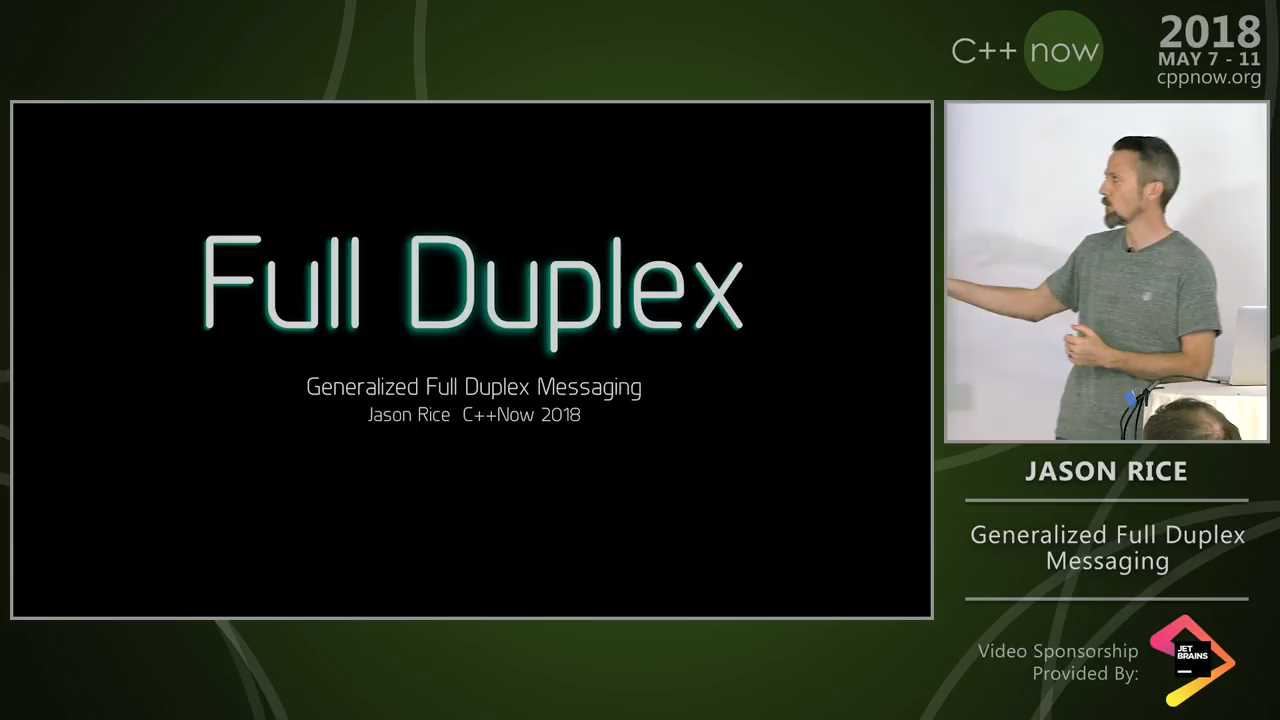 C++ now
2018
MAY 7 - 11
cppnow.org
Full Duplex
Generalized Full Duplex Messaging
Jason Rice C++Now 2018
JASON RICE
Generalized Full Duplex
Messaging
Video Sponsorship
Provided By:
JET
BRAINS